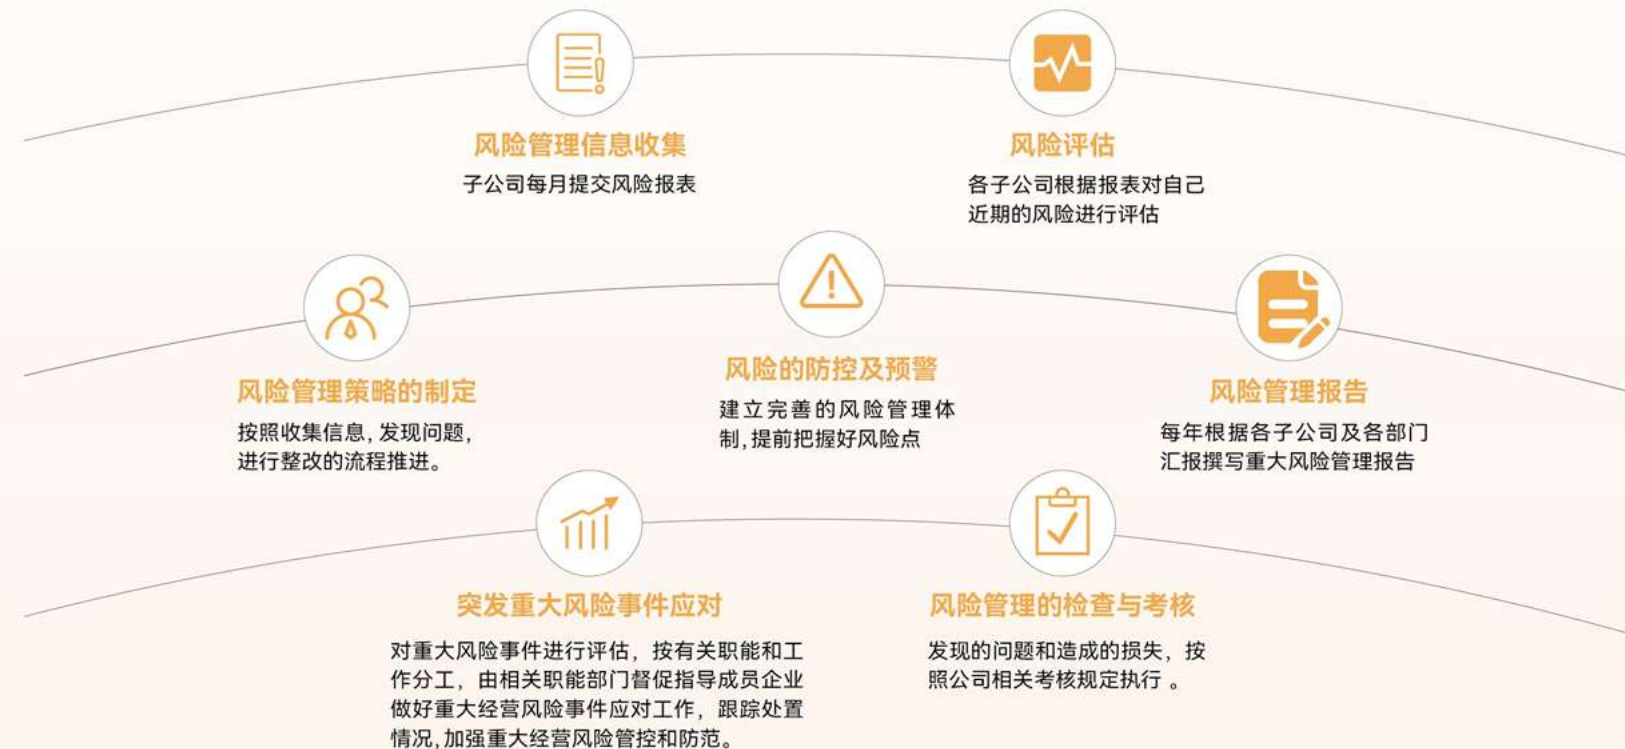 风险管理信息收集
子公司每月提交风险报表
风险评估
各子公司根据报表对自己
近期的风险进行评估
风险管理策略的制定
按照收集信息,发现问题,
进行整改的流程推进。
风险的防控及预警
建立完善的风险管理体
制,提前把握好风险点
风险管理报告
每年根据各子公司及各部门
汇报撰写重大风险管理报告
突发重大风险事件应对
对重大风险事件进行评估，按有关职能和工
作分工，由相关职能部门督促指导成员企业
做好重大经营风险事件应对工作，跟踪处置
情况,加强重大经营风险管控和防范。
风险管理的检查与考核
发现的问题和造成的损失，按
照公司相关考核规定执行 。